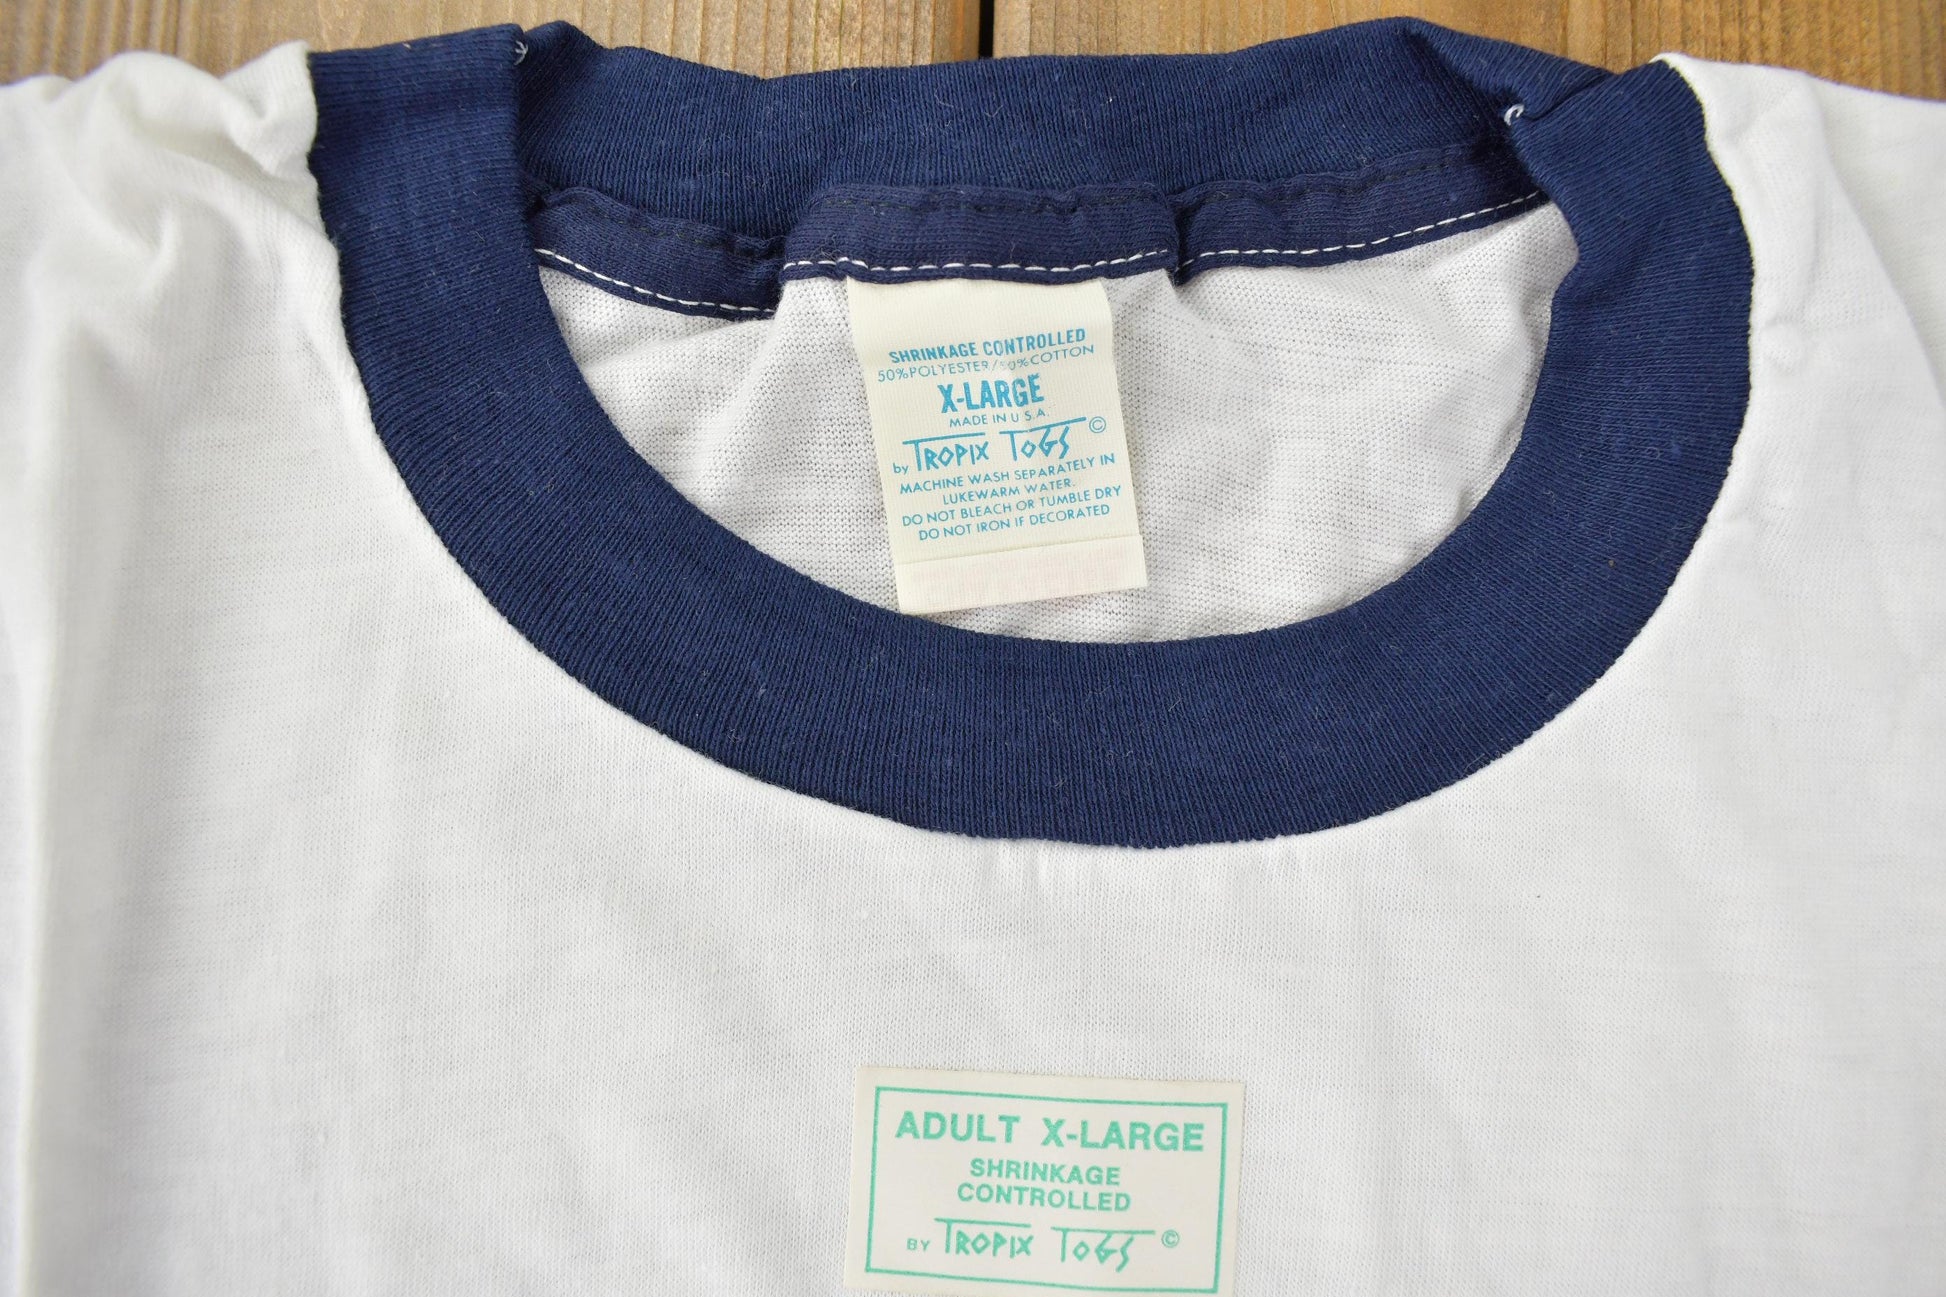 SHRINKAGE CONTROLLED
50%POLYESTER/50%COTTON
X-LARGE
MADE IN U.S.A.
by TROPIX TOGS ©
MACHINE WASH SEPARATELY IN
LUKEWARM WATER.
DO NOT BLEACH OR TUMBLE DRY
DO NOT IRON IF DECORATED
ADULT X-LARGE
SHRINKAGE
CONTROLLED
BY TROPIX TOGS ©